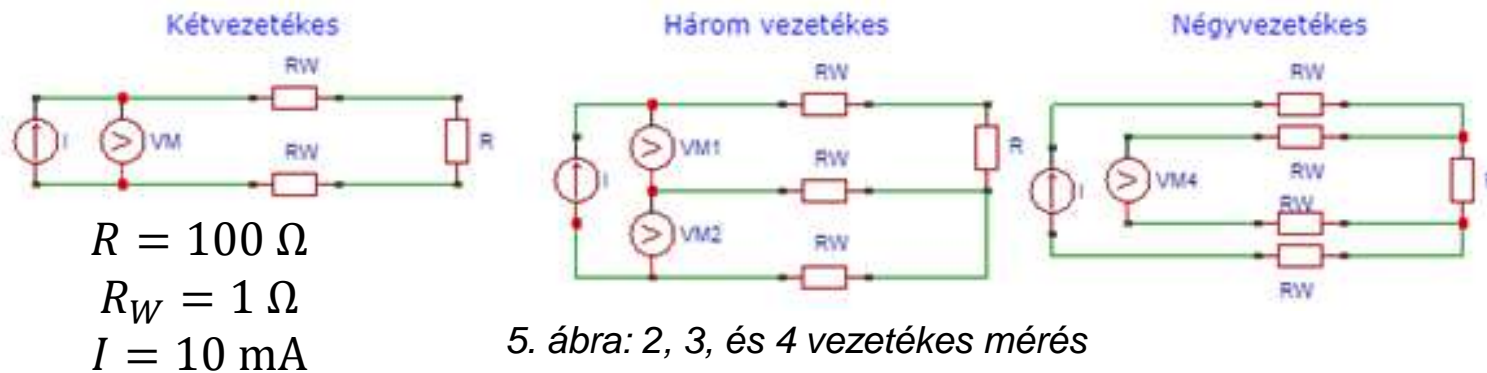 Kétvezetékes
RW
I
VM
RW
R
Három vezetékes
RW
VM1
I
RW
R
VM2
RW
Négyvezetékes
RW
RW
I
VM4
RW
RW
R = 100 Ω
R_W = 1 Ω
I = 10 mA
5. ábra: 2, 3, és 4 vezetékes mérés